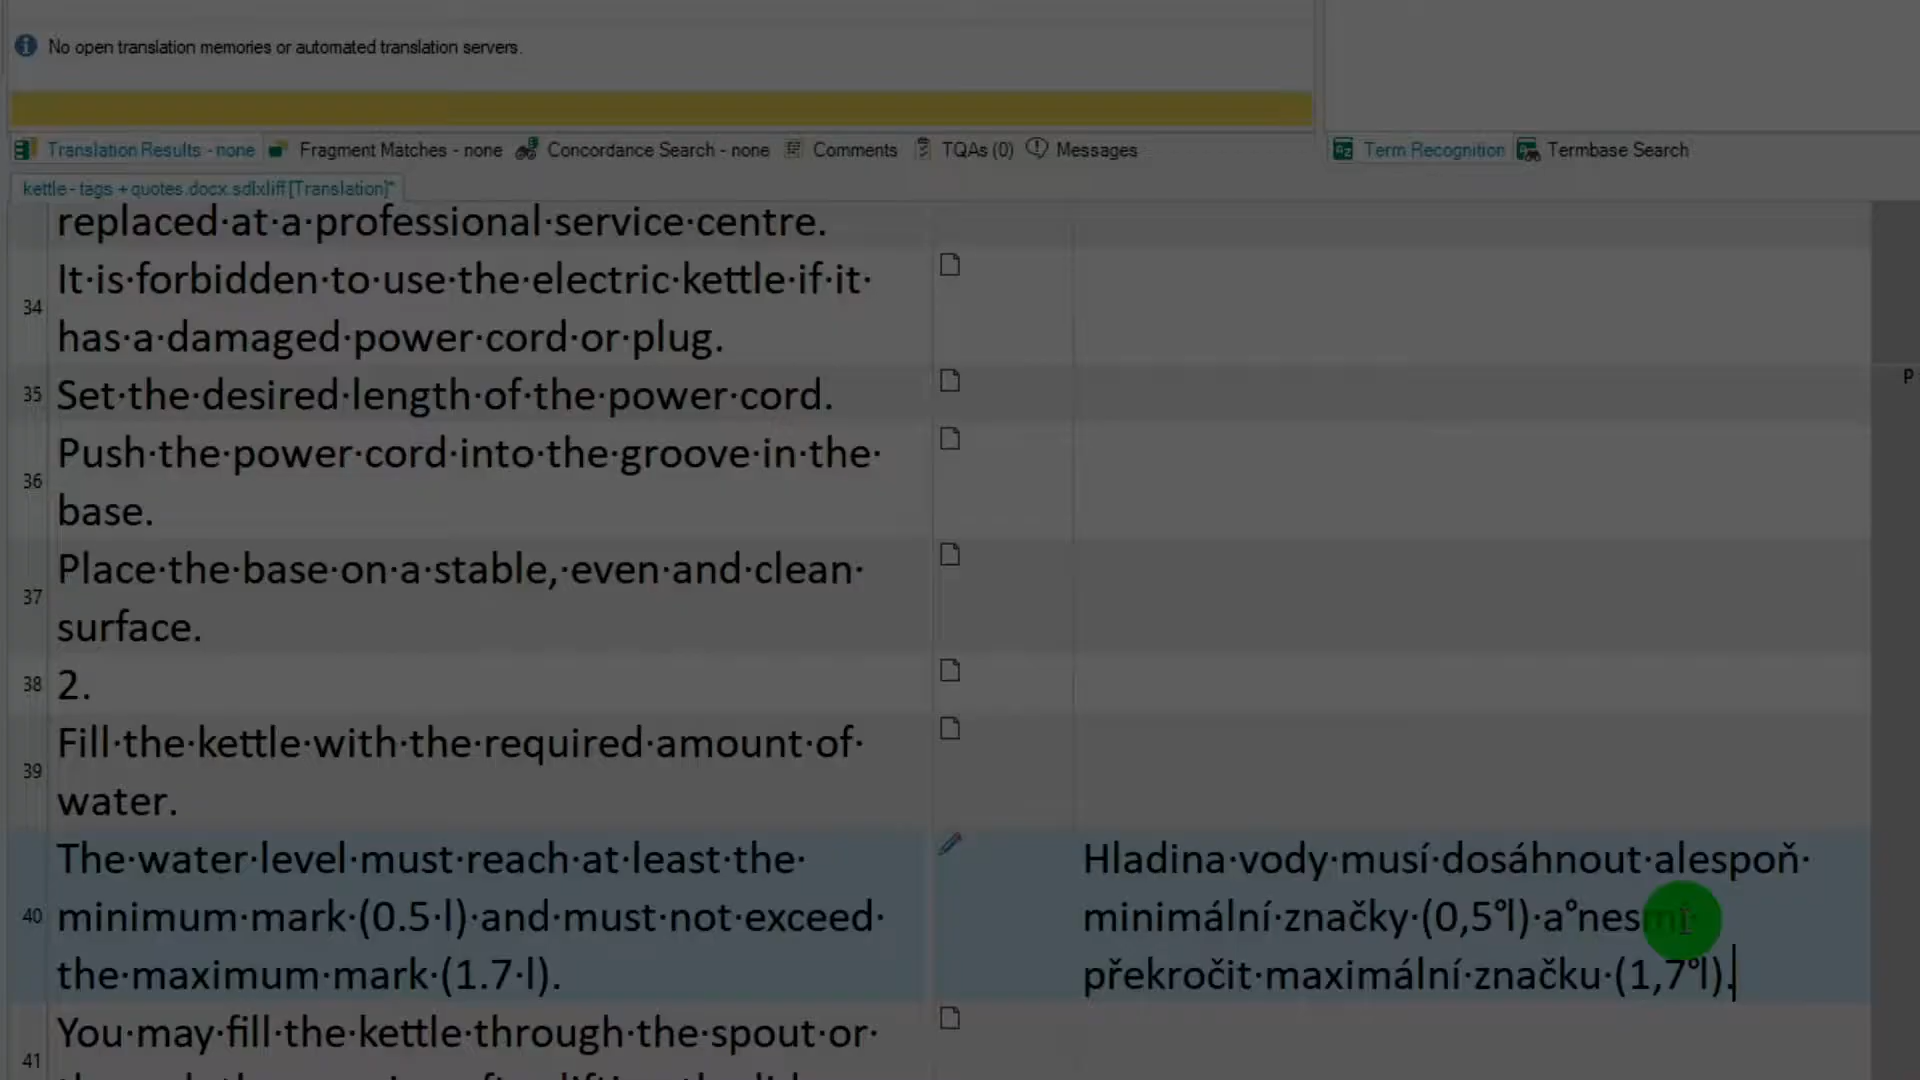 No open translation memories or automated translation servers.
Translation Results - none Fragment Matches - none Concordance Search - none Comments TQAs (0) Messages
Term Recognition Termbase Search
kettle - tags + quotes.docx.sdlxliff [Translation]*
replaced·at·a·professional·service·centre.
34
It·is·forbidden·to·use·the·electric·kettle·if·it·
has·a·damaged·power·cord·or·plug.
35 Set·the·desired·length·of·the·power·cord.
p
36
Push·the·power·cord·into·the·groove·in·the·
base.
37
Place·the·base·on·a·stable,·even·and·clean·
surface.
38 2.
39
Fill·the·kettle·with·the·required·amount·of·
water.
40
The·water·level·must·reach·at·least·the·
minimum·mark·(0.5·l)·and·must·not·exceed·
the·maximum·mark·(1.7·l).
Hladina·vody·musí·dosáhnout·alespoň·
minimální·značky·(0,5°l)·a°nesmí·
překročit·maximální·značku·(1,7°l).
41
You·may·fill·the·kettle·through·the·spout·or·